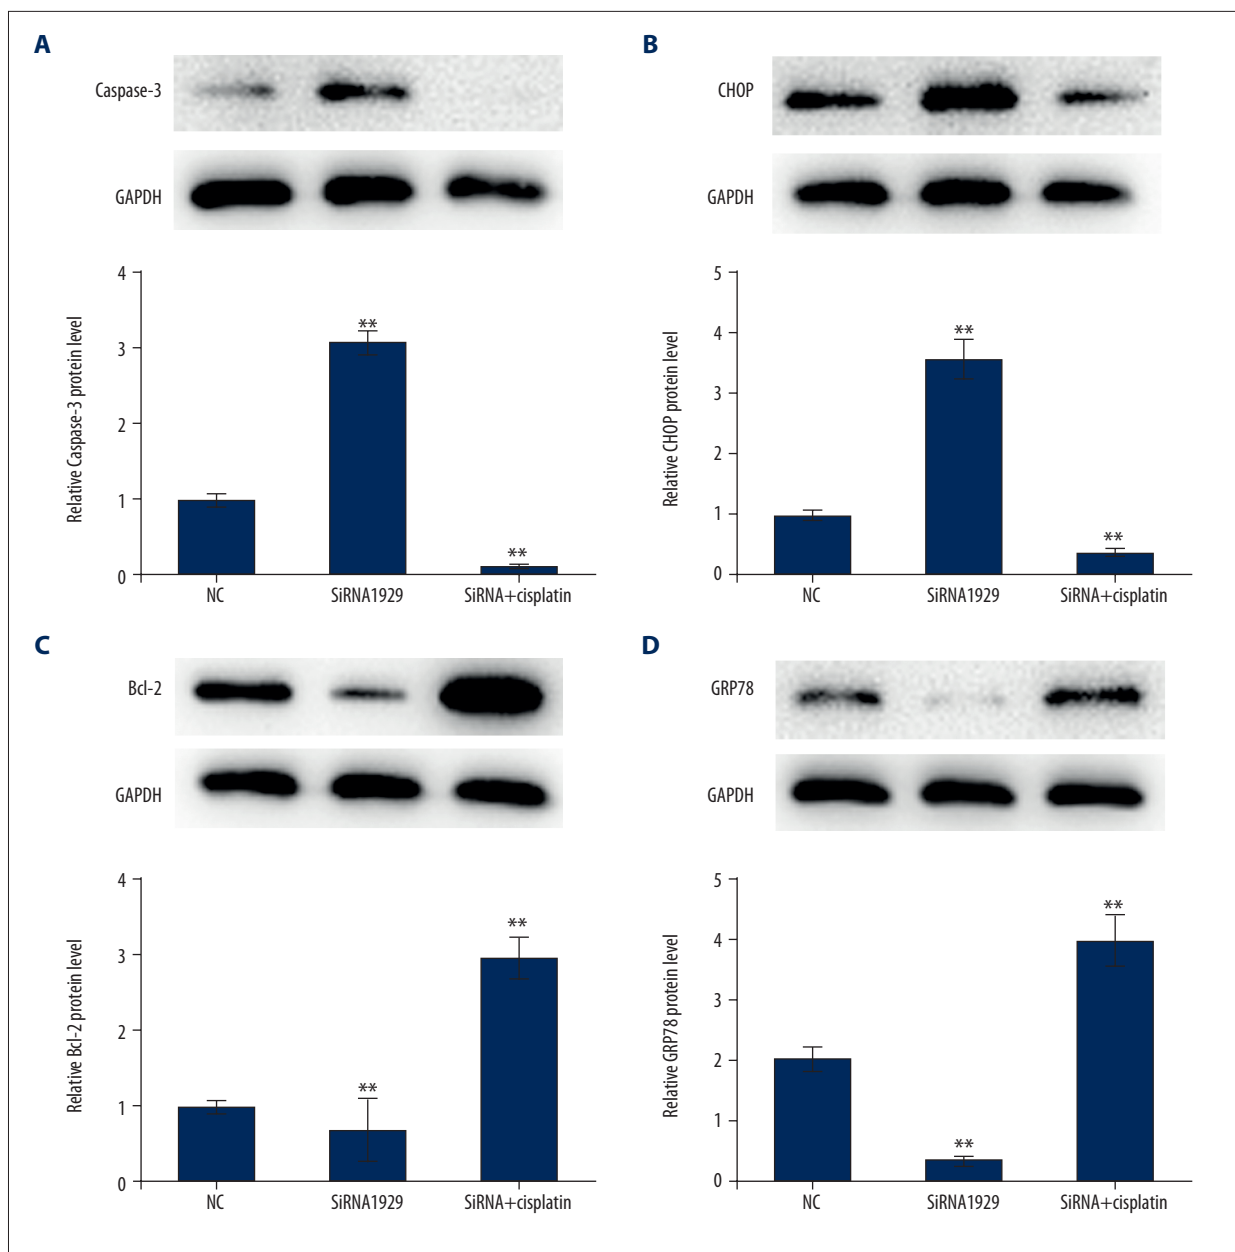 A
Caspase-3
GAPDH
Relative Caspase-3 protein level
4
3
2
1
0
**
**
NC
SiRNA1929
SiRNA+cisplatin
B
CHOP
GAPDH
Relative CHOP protein level
5
4
3
2
1
0
**
**
NC
SiRNA1929
SiRNA+cisplatin
C
Bcl-2
GAPDH
Relative Bcl-2 protein level
4
3
2
1
0
**
**
NC
SiRNA1929
SiRNA+cisplatin
D
GRP78
GAPDH
Relative GRP78 protein level
5
4
3
2
1
0
**
**
NC
SiRNA1929
SiRNA+cisplatin